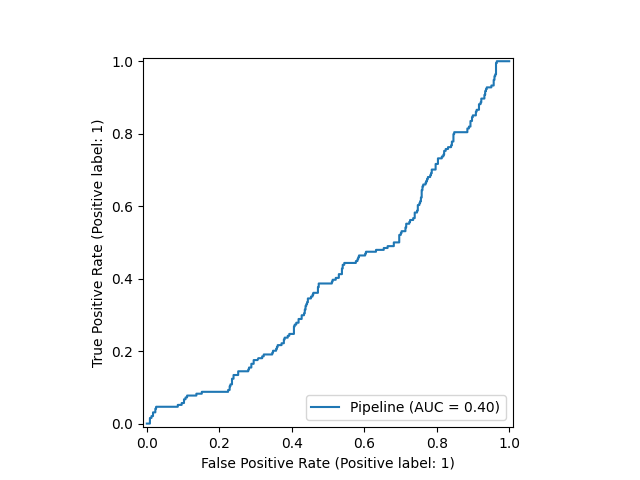 1.0
0.8
0.6
0.4
0.2
0.0
True Positive Rate (Positive label: 1)
Pipeline (AUC = 0.40)
0.0 0.2 0.4 0.6 0.8 1.0
False Positive Rate (Positive label: 1)